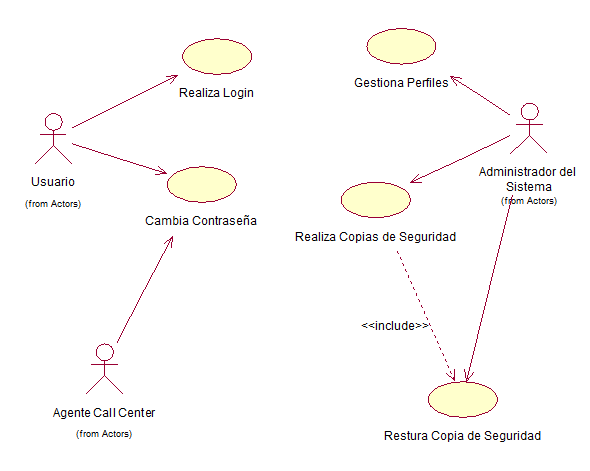 Realiza Login
Gestiona Perfiles
Usuario
(from Actors)
Administrador del
Sistema
(from Actors)
Cambia Contraseña
Realiza Copias de Seguridad
<<include>>
Agente Call Center
(from Actors)
Restura Copia de Seguridad